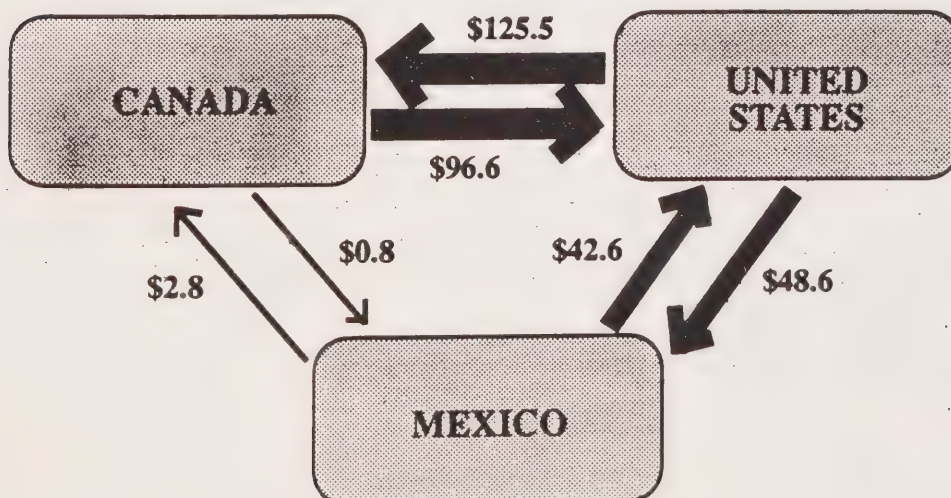 $125.5
CANADA
UNITED
STATES
$96.6
$0.8
$42.6
$2.8
$48.6
MEXICO